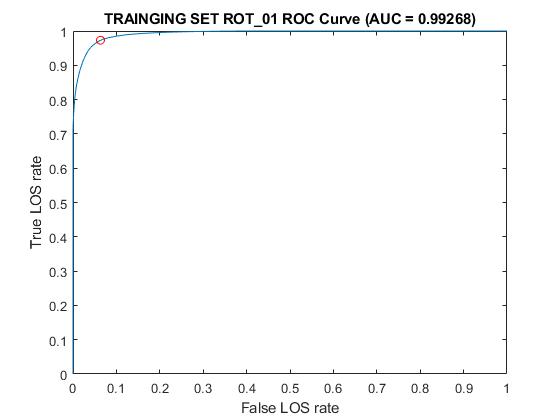 TRAINGING SET ROT_01 ROC Curve (AUC = 0.99268)
1
0.9
0.8
0.7
0.6
0.5
0.4
0.3
0.2
0.1
0
True LOS rate
0 0.1 0.2 0.3 0.4 0.5 0.6 0.7 0.8 0.9 1
False LOS rate